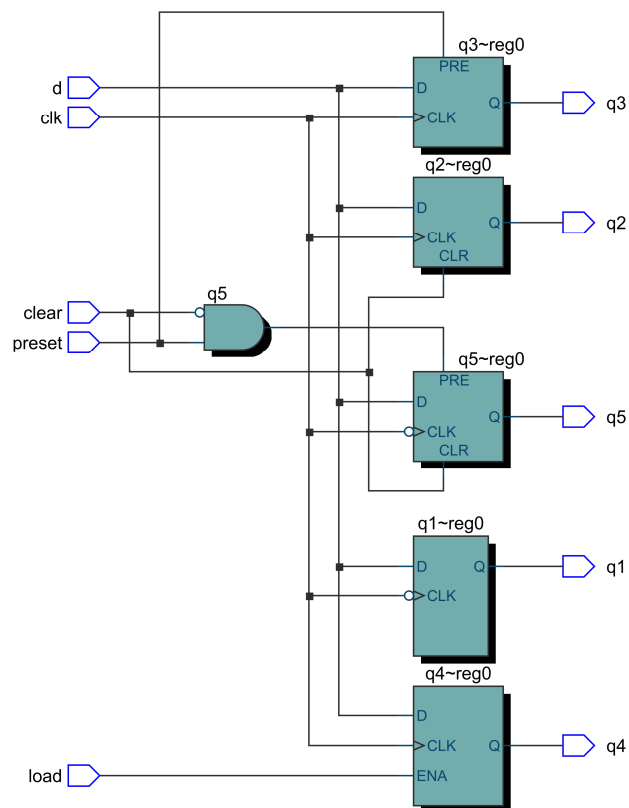 q3~reg0
PRE
d
D
Q
q3
clk
CLK
q2~reg0
D
Q
q2
CLK
CLR
q5
clear
preset
q5~reg0
PRE
D
Q
q5
CLK
CLR
q1~reg0
D
Q
q1
CLK
q4~reg0
D
CLK
Q
q4
load
ENA